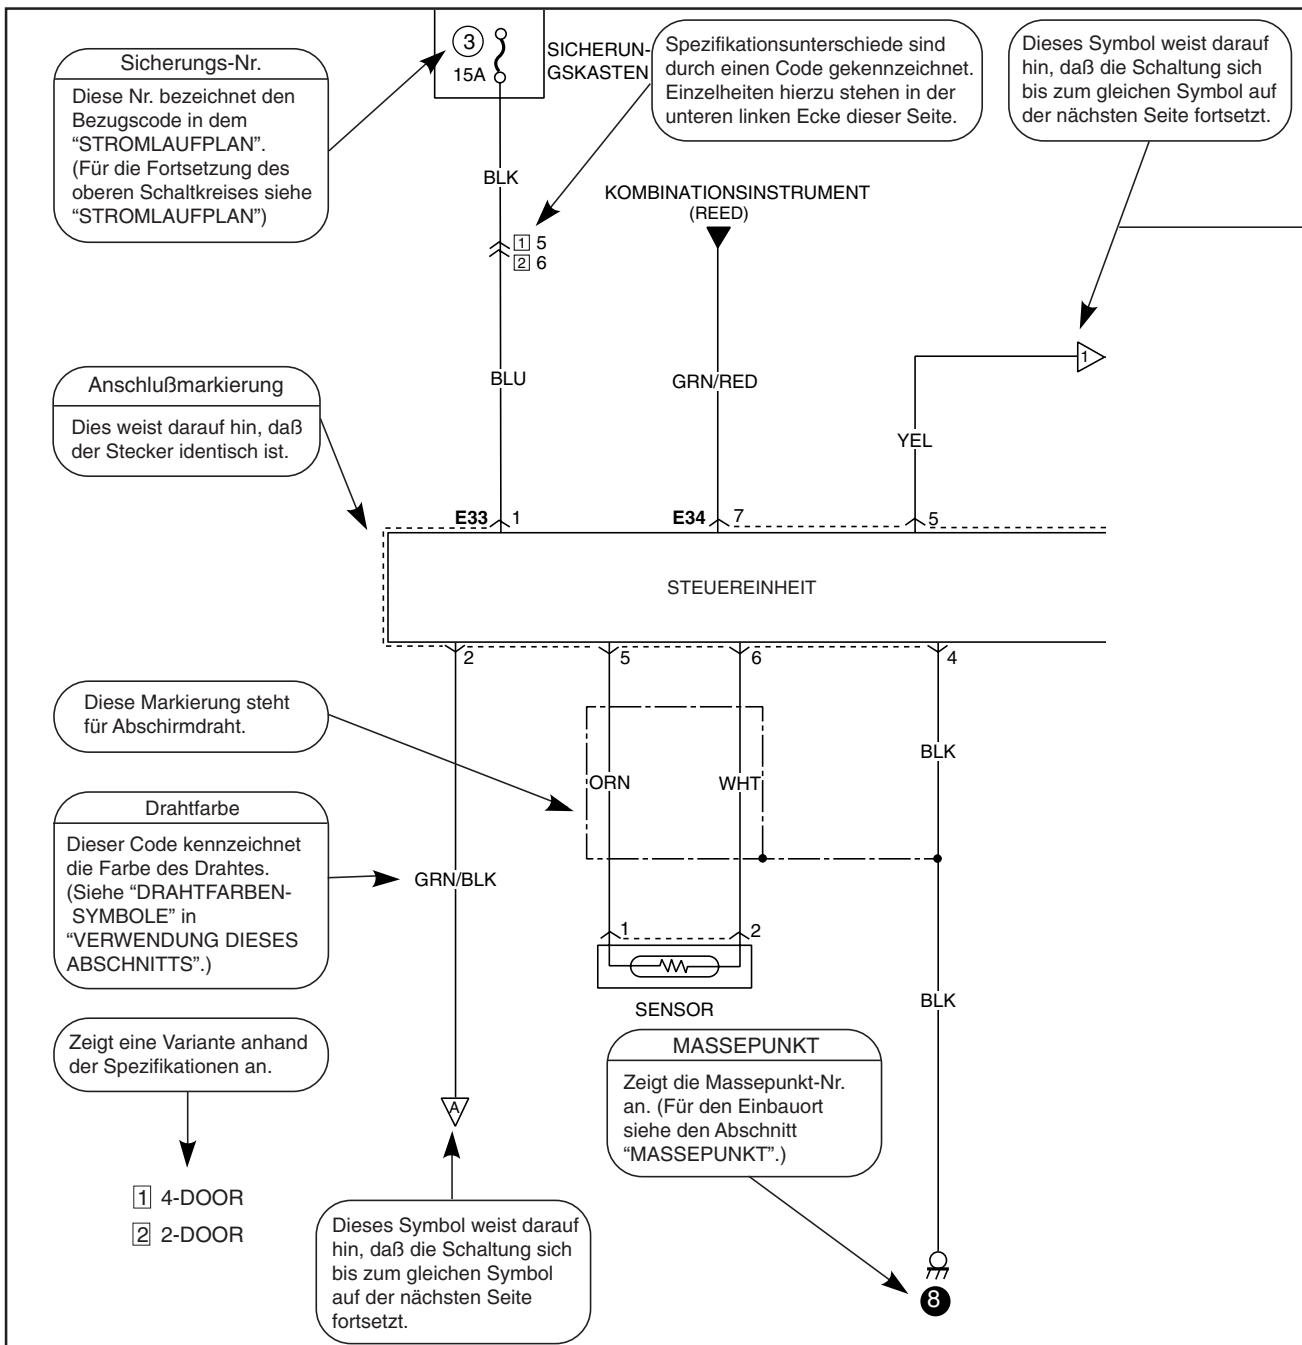 3
15A
SICHERUN-
GSKASTEN
Sicherungs-Nr.
Diese Nr. bezeichnet den
Bezugscode in dem
“STROMLAUFPLAN”.
(Für die Fortsetzung des
oberen Schaltkreises siehe
“STROMLAUFPLAN”)
Spezifikationsunterschiede sind
durch einen Code gekennzeichnet.
Einzelheiten hierzu stehen in der
unteren linken Ecke dieser Seite.
Dieses Symbol weist darauf
hin, daß die Schaltung sich
bis zum gleichen Symbol auf
der nächsten Seite fortsetzt.
BLK
KOMBINATIONSINSTRUMENT
(REED)
1 5
2 6
1
BLU
GRN/RED
YEL
Anschlußmarkierung
Dies weist darauf hin, daß
der Stecker identisch ist.
E33 1
E34 7
5
STEUEREINHEIT
2
5
6
4
Diese Markierung steht
für Abschirmdraht.
ORN
WHT
BLK
Drahtfarbe
Dieser Code kennzeichnet
die Farbe des Drahtes.
(Siehe “DRAHTFARBEN-
SYMBOLE” in
“VERWENDUNG DIESES
ABSCHNITTS”.)
GRN/BLK
1
2
SENSOR
BLK
Zeigt eine Variante anhand
der Spezifikationen an.
MASSEPUNKT
Zeigt die Massepunkt-Nr.
an. (Für den Einbauort
siehe den Abschnitt
“MASSEPUNKT”.)
A
1 4-DOOR
2 2-DOOR
Dieses Symbol weist darauf
hin, daß die Schaltung sich
bis zum gleichen Symbol
auf der nächsten Seite
fortsetzt.
8